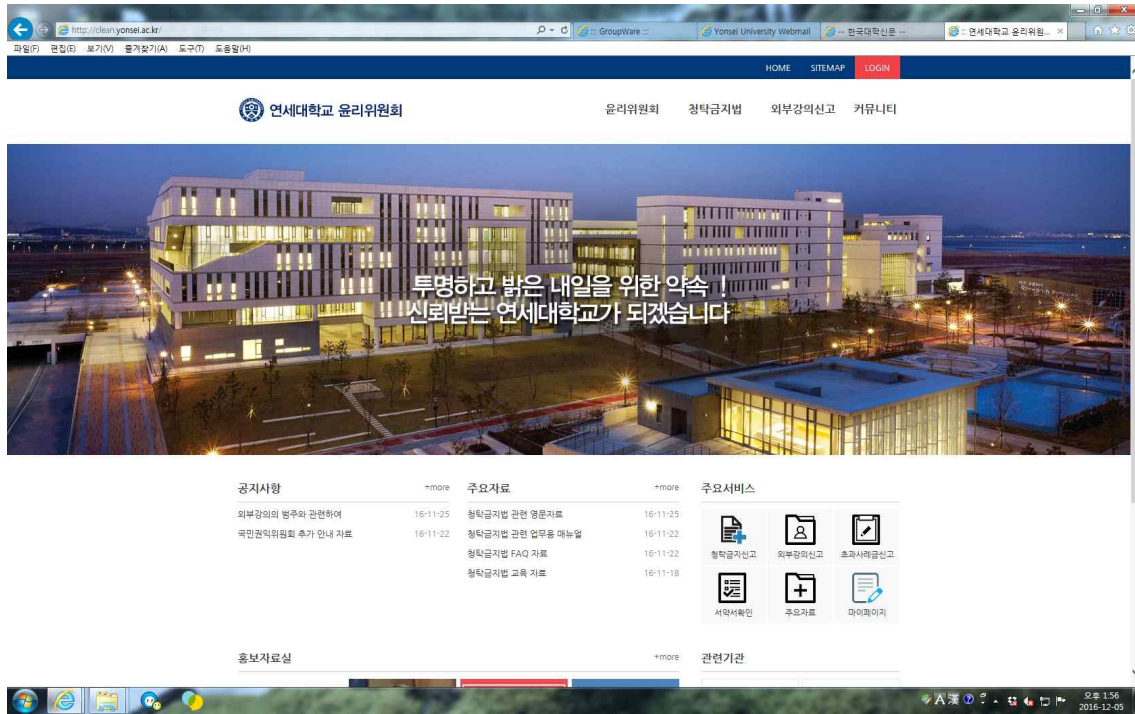 http://clean.yonsei.ac.kr/
::: GroupWare :::
Yonsei University Webmail
-- 한국대학신문 --
:: 연세대학교 윤리위원...
파일(F) 편집(E) 보기(V) 즐겨찾기(A) 도구(T) 도움말(H)
HOME SITEMAP LOGIN
연세대학교 윤리위원회
윤리위원회 청탁금지법 외부강의신고 커뮤니티
투명하고 밝은 내일을 위한 약속 !
신뢰받는 연세대학교가 되겠습니다
공지사항 +more
외부강의의 범주와 관련하여 16-11-25
국민권익위원회 추가 안내 자료 16-11-22
주요자료 +more
청탁금지법 관련 영문자료 16-11-25
청탁금지법 관련 업무용 매뉴얼 16-11-22
청탁금지법 FAQ 자료 16-11-22
청탁금지법 교육 자료 16-11-18
주요서비스
청탁금지신고 외부강의신고 초과사례금신고
서약서확인 주요자료 마이페이지
홍보자료실 +more
관련기관
A 漢
오후 1:56
2016-12-05